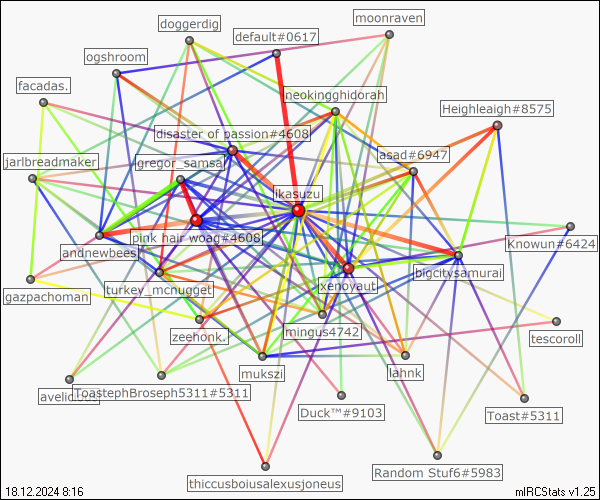 moonraven
doggerdig
default#0617
ogshroom
facadas.
neokingghidorah
Heighleaigh#8575
disaster of passion#4608
asad#6947
jarlbreadmaker
gregor_samsa
ikasuzu
pink hair woag#4608
Knowun#6424
andnewbees
bigcitysamurai
turkey_mcnugget
xenovaut
gazpachoman
zeehonk.
mingus4742
tescoroll
mukszi
lahnk
ToastephBroseph5311#5311
Duck™#9103
Toast#5311
Random Stuf6#5983
thiccusboiusalexusjoneus
18.12.2024 8:16
mIRCStats v1.25